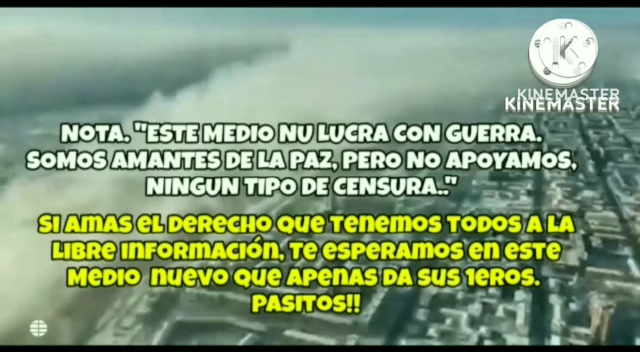 KINEMASTER
KINEMASTER
NOTA. "ESTE MEDIO NU LUCRA CON GUERRA.
SOMOS AMANTES DE LA PAZ, PERO NO APOYAMOS,
NINGUN TIPO DE CENSURA.."
SI AMAS EL DERECHO QUE TENEMOS TODOS A LA
LIBRE INFORMACIÓN, TE ESPERAMOS EN ESTE
MEDIO NUEVO QUE APENAS DA SUS 1EROS.
PASITOS!!